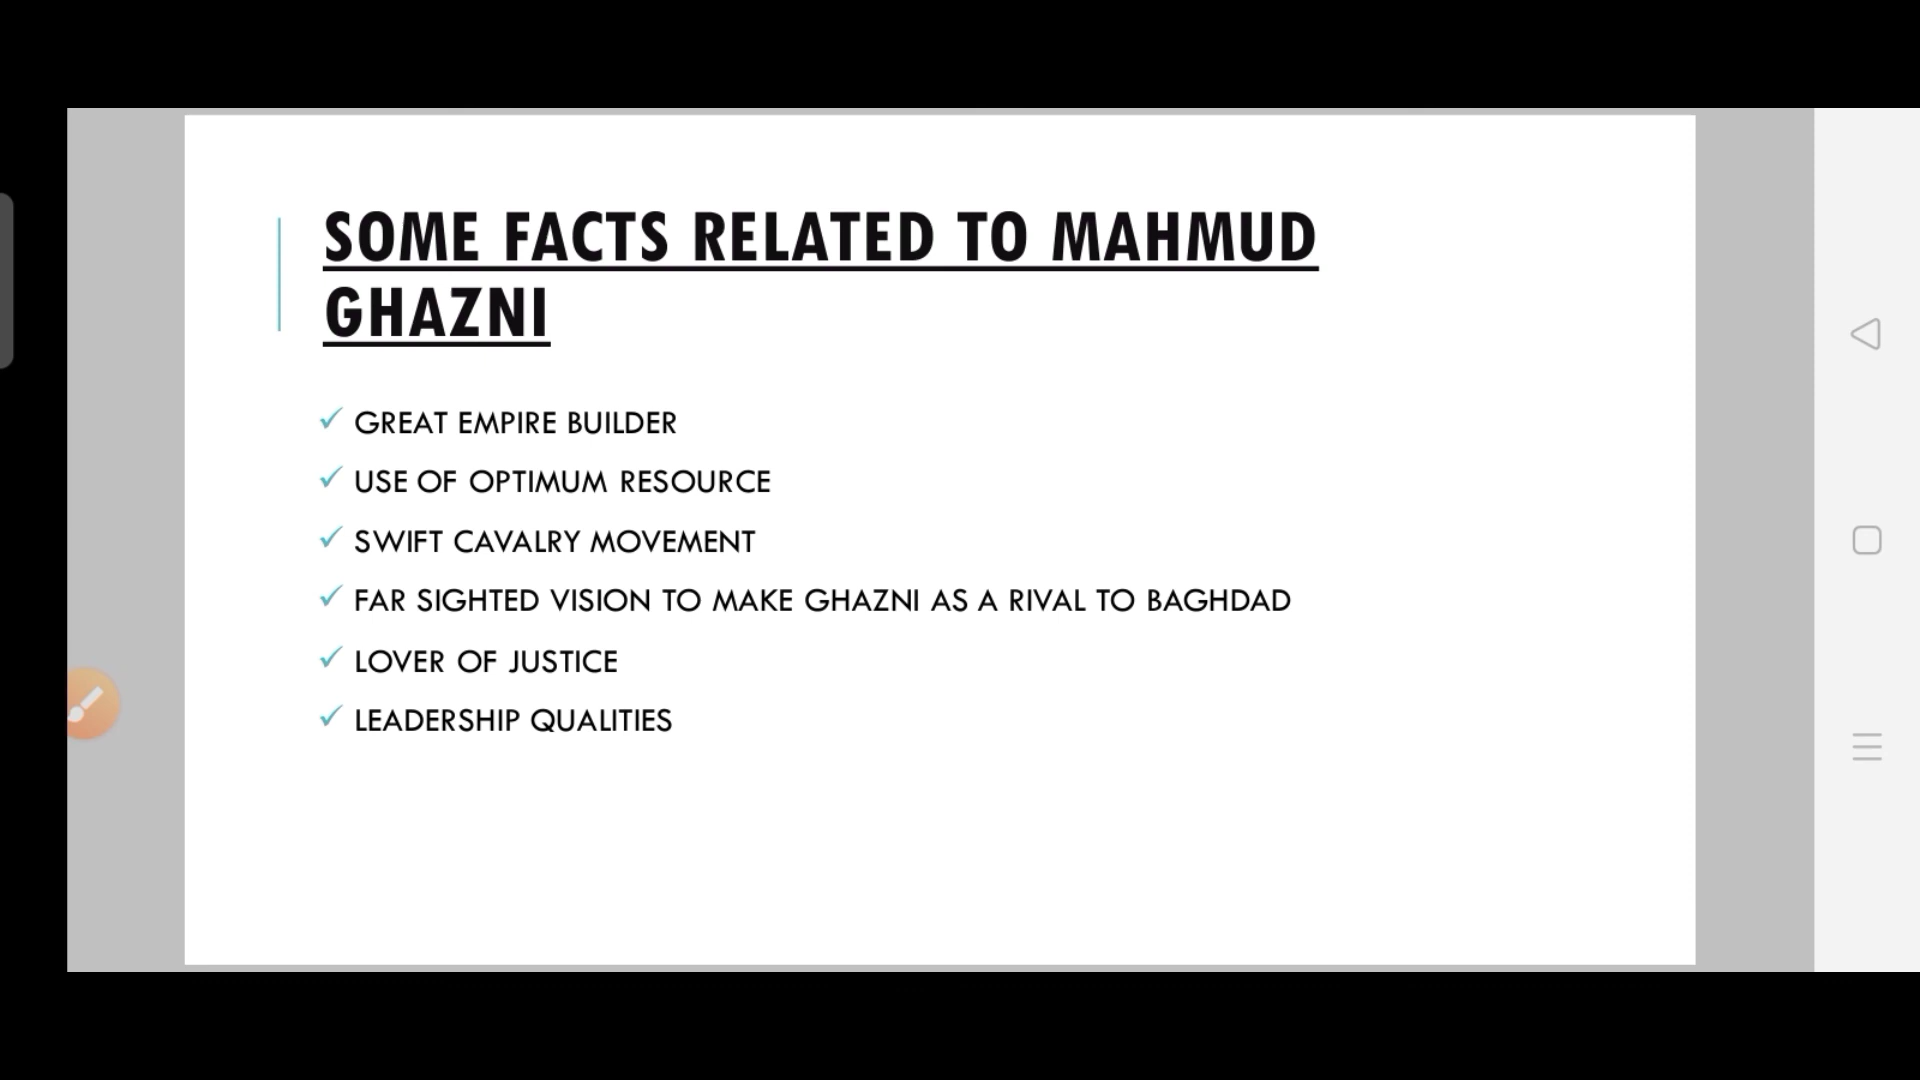 SOME FACTS RELATED TO MAHMUD
GHAZNI
GREAT EMPIRE BUILDER
USE OF OPTIMUM RESOURCE
SWIFT CAVALRY MOVEMENT
FAR SIGHTED VISION TO MAKE GHAZNI AS A RIVAL TO BAGHDAD
LOVER OF JUSTICE
LEADERSHIP QUALITIES